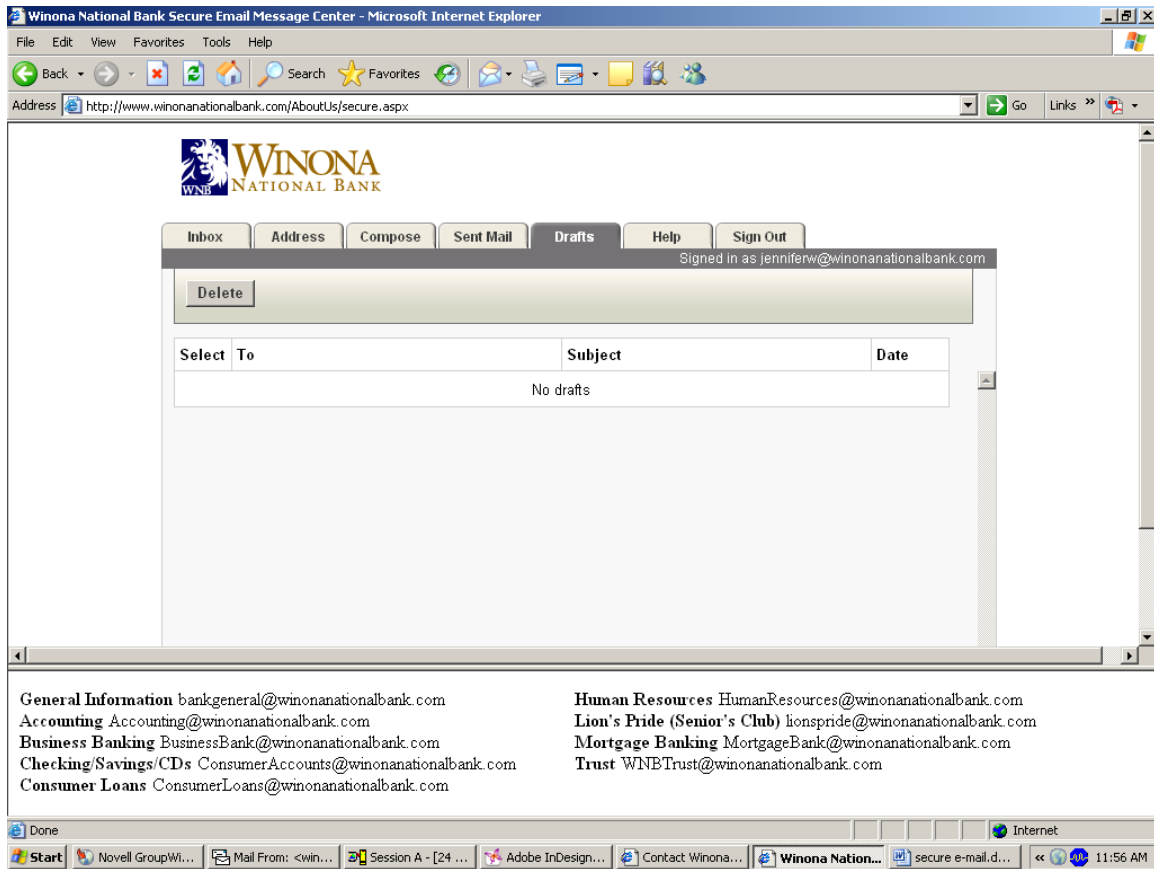 Winona National Bank Secure Email Message Center - Microsoft Internet Explorer
File Edit View Favorites Tools Help
Back Search Favorites
Address http://www.winonanationalbank.com/AboutUs/secure.aspx Go Links »
WNB WINONA
NATIONAL BANK
Inbox Address Compose Sent Mail Drafts Help Sign Out
Signed in as jenniferw@winonanationalbank.com
Delete
Select To Subject Date
No drafts
General Information bankgeneral@winonanationalbank.com Human Resources HumanResources@winonanationalbank.com
Accounting Accounting@winonanationalbank.com Lion's Pride (Senior's Club) lionspride@winonanationalbank.com
Business Banking BusinessBank@winonanationalbank.com Mortgage Banking MortgageBank@winonanationalbank.com
Checking/Savings/CDs ConsumerAccounts@winonanationalbank.com Trust WNBTrust@winonanationalbank.com
Consumer Loans ConsumerLoans@winonanationalbank.com
Done Internet
Start Novell GroupWi... Mail From: <win... Session A - [24 ... Adobe InDesign... Contact Winona... Winona Nation... secure e-mail.d... « 11:56 AM